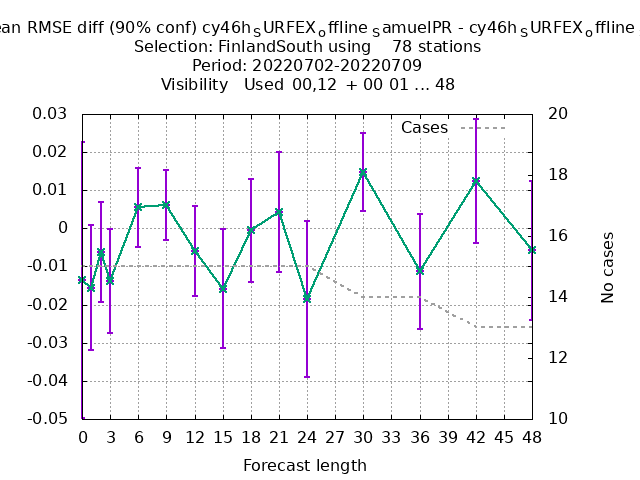 ean RMSE diff (90% conf) cy46hSURFEXoffline SamuelPR - cy46hSURFEXoffline
Selection: FinlandSouth using 78 stations
Period: 20220702-20220709
Visibility Used 00,12 + 00 01 ... 48
0.03
0.02
0.01
0
-0.01
-0.02
-0.03
-0.04
-0.05
Cases
20
18
16
14
12
10
No cases
0 3 6 9 12 15 18 21 24 27 30 33 36 39 42 45 48
Forecast length